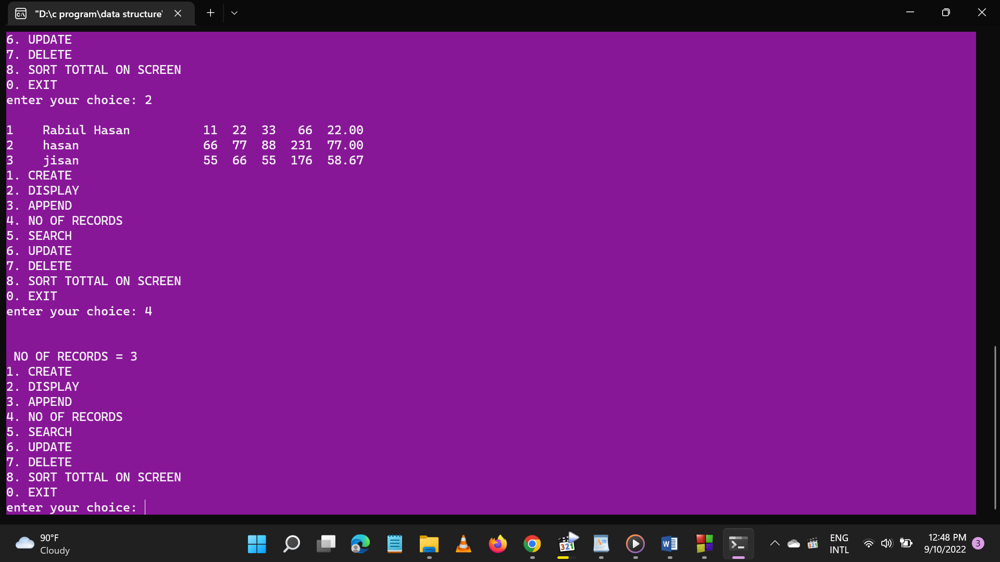 "D:\c program\data structure\
6. UPDATE
7. DELETE
8. SORT TOTTAL ON SCREEN
0. EXIT
enter your choice: 2
1    Rabiul Hasan          11  22  33   66  22.00
2    hasan                 66  77  88  231  77.00
3    jisan                 55  66  55  176  58.67
1. CREATE
2. DISPLAY
3. APPEND
4. NO OF RECORDS
5. SEARCH
6. UPDATE
7. DELETE
8. SORT TOTTAL ON SCREEN
0. EXIT
enter your choice: 4
NO OF RECORDS = 3
1. CREATE
2. DISPLAY
3. APPEND
4. NO OF RECORDS
5. SEARCH
6. UPDATE
7. DELETE
8. SORT TOTTAL ON SCREEN
0. EXIT
enter your choice:
90°F
Cloudy
321
W
321
ENG
INTL
12:48 PM
9/10/2022
3